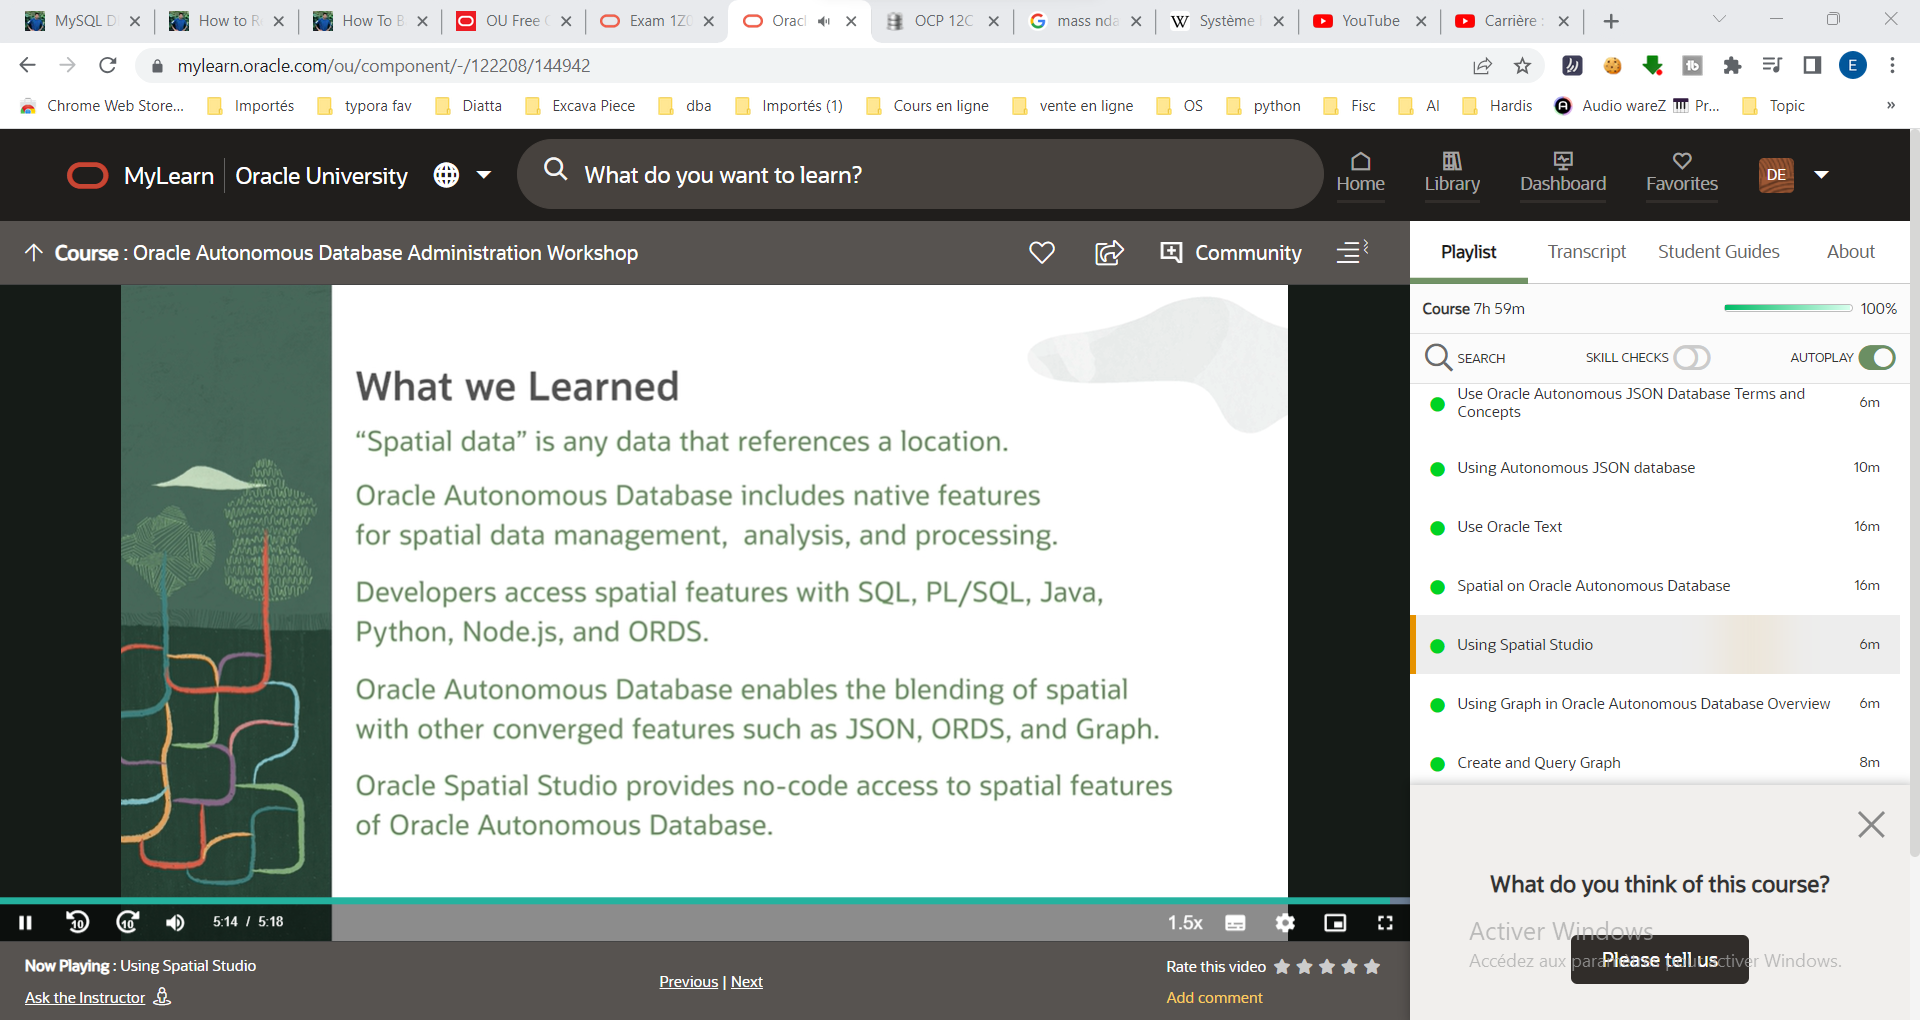 MySQL D
How to R
How To B
OU Free
Exam 1Z0
Oracl
OCP 12C
mass nda
Système
YouTube
Carrière :
mylearn.oracle.com/ou/component/-/122208/144942
E
Chrome Web Store...
Importés
typora fav
Diatta
Excava Piece
dba
Importés (1)
Cours en ligne
vente en ligne
OS
python
Fisc
AI
Hardis
Audio wareZ
Pr...
Topic
»
MyLearn
Oracle University
What do you want to learn?
Home
Library
Dashboard
Favorites
DE
Course : Oracle Autonomous Database Administration Workshop
Community
Playlist
Transcript
Student Guides
About
Course 7h 59m
100%
SEARCH
SKILL CHECKS
AUTOPLAY
Use Oracle Autonomous JSON Database Terms and
Concepts
6m
Using Autonomous JSON database
10m
Use Oracle Text
16m
Spatial on Oracle Autonomous Database
16m
Using Spatial Studio
6m
Using Graph in Oracle Autonomous Database Overview
6m
Create and Query Graph
8m
What we Learned
“Spatial data” is any data that references a location.
Oracle Autonomous Database includes native features
for spatial data management, analysis, and processing.
Developers access spatial features with SQL, PL/SQL, Java,
Python, Node.js, and ORDS.
Oracle Autonomous Database enables the blending of spatial
with other converged features such as JSON, ORDS, and Graph.
Oracle Spatial Studio provides no-code access to spatial features
of Oracle Autonomous Database.
10
10
5:14 / 5:18
1.5x
Now Playing : Using Spatial Studio
Ask the Instructor
Previous | Next
Rate this video
Add comment
What do you think of this course?
Please tell us
Activer Windows
Accédez aux paramètres pour activer Windows.